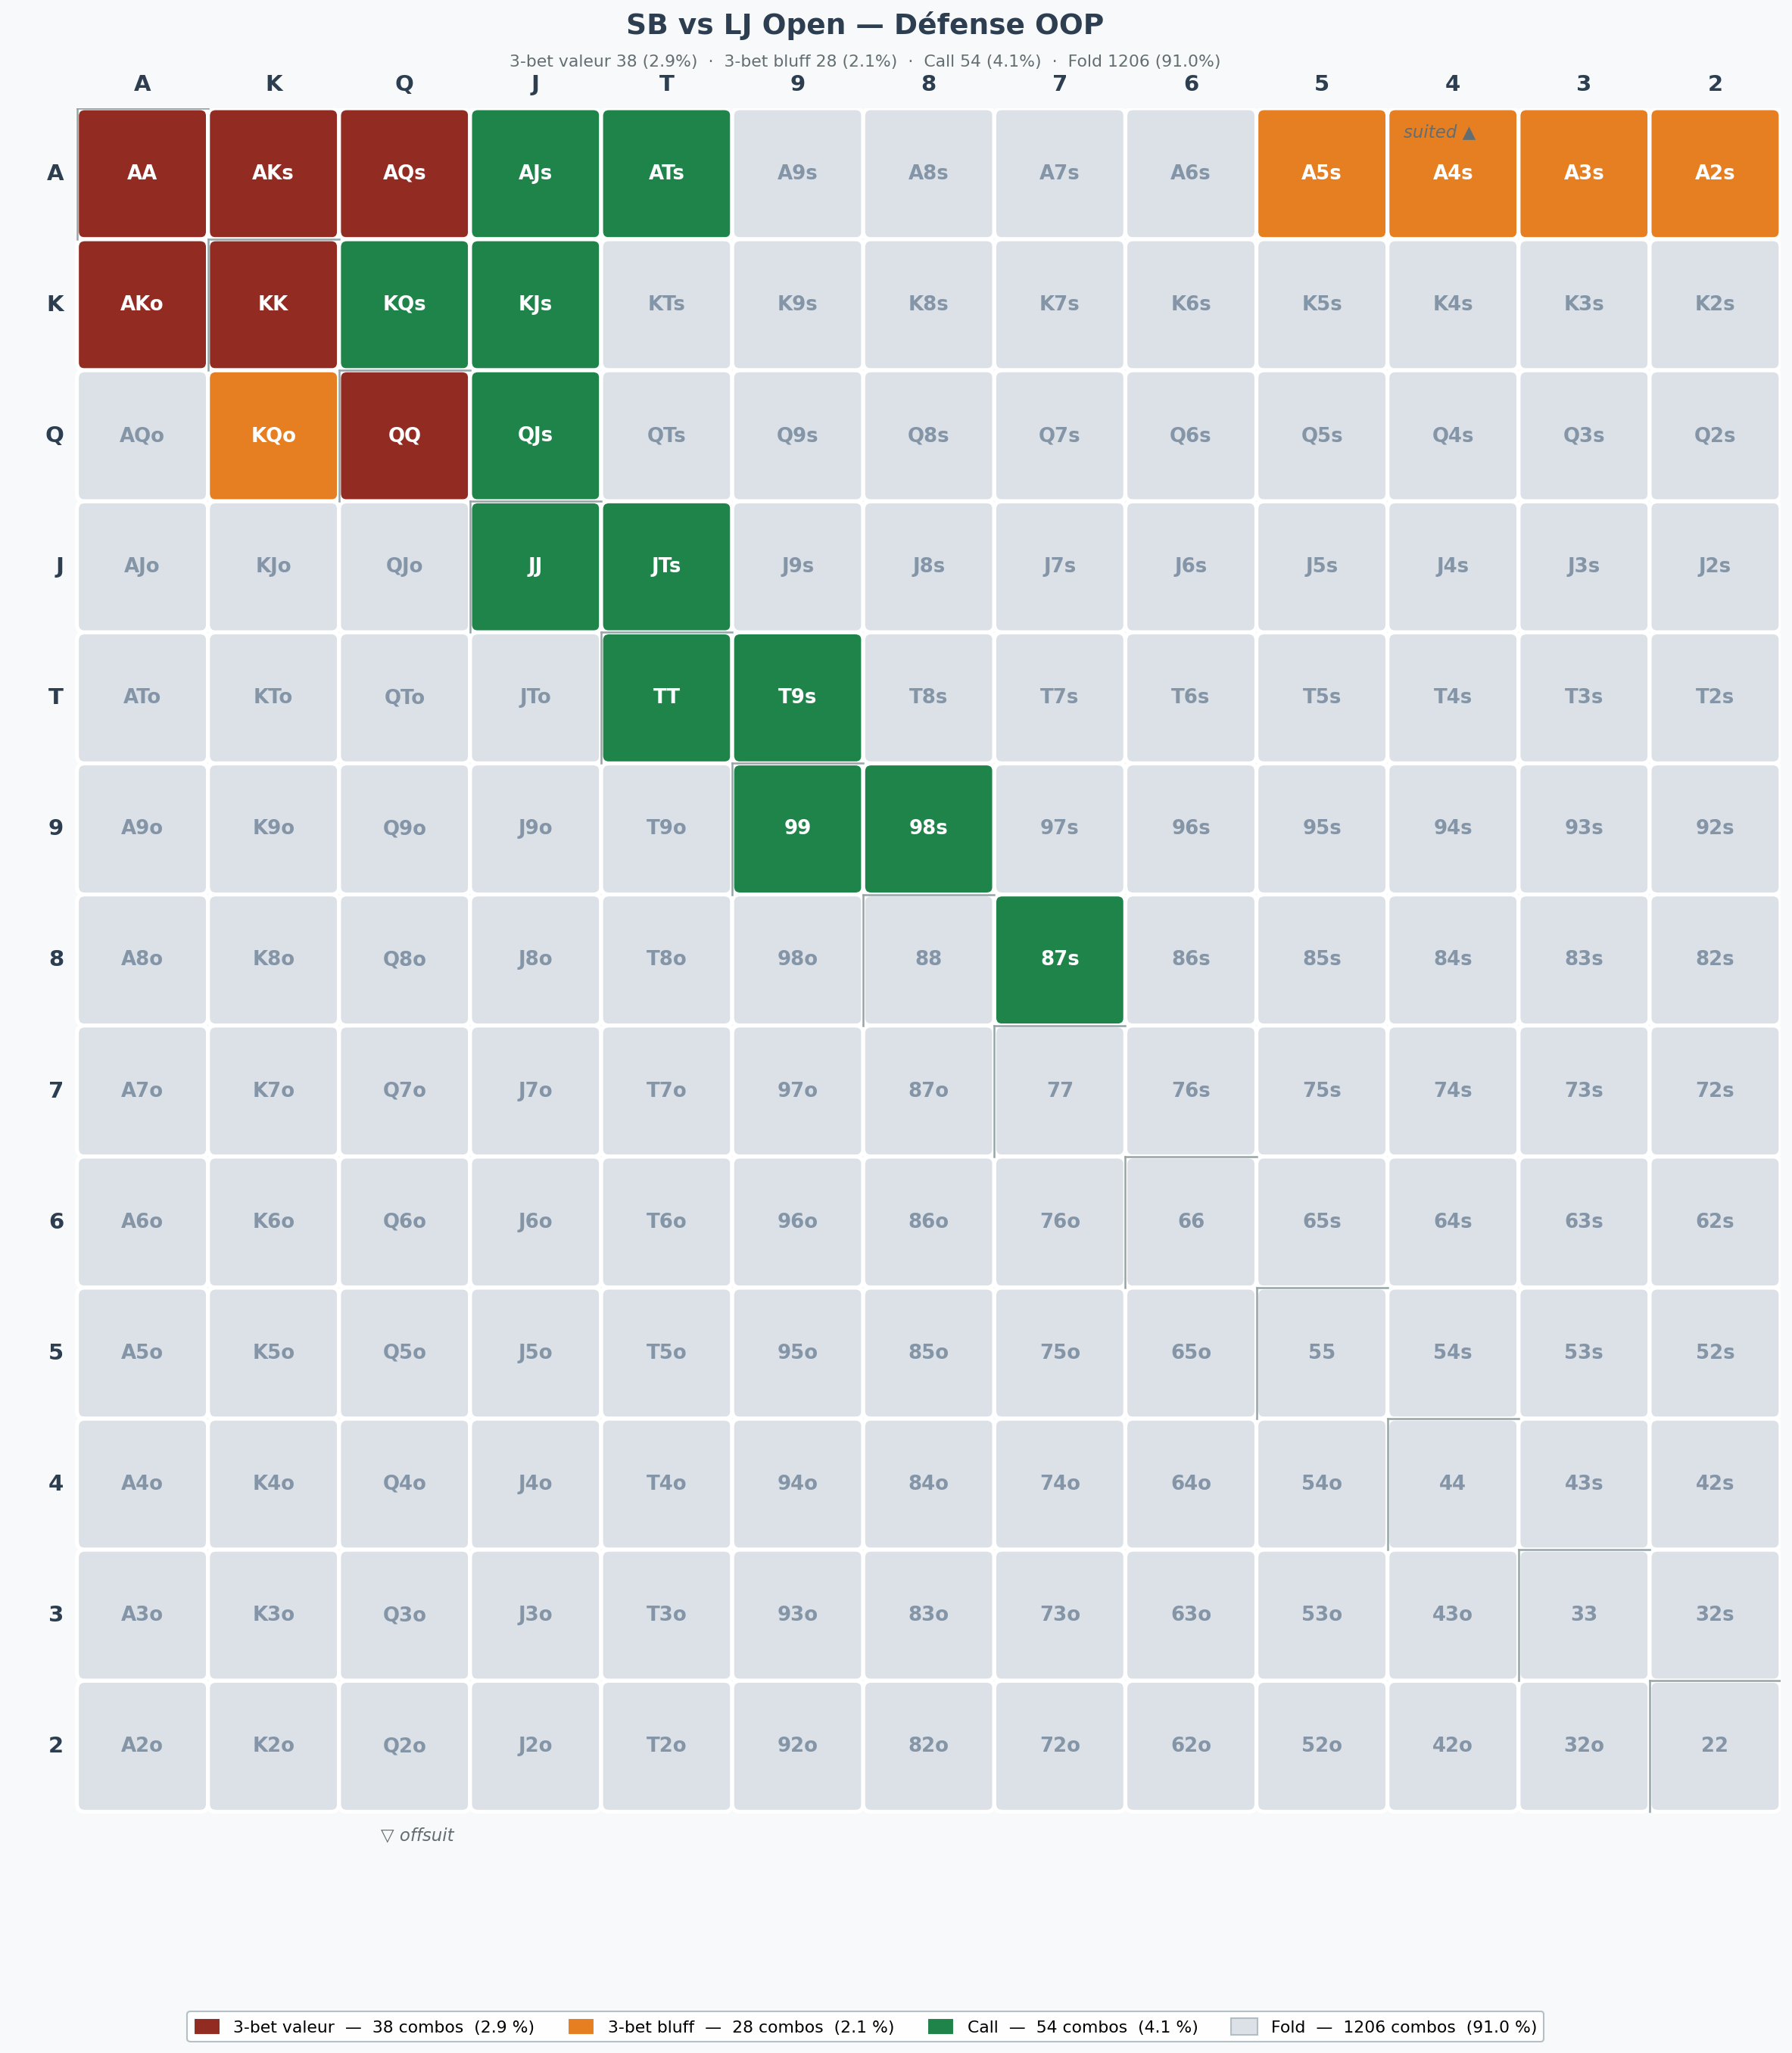 SB vs LJ Open — Défense OOP
3-bet valeur 38 (2.9%)  ·  3-bet bluff 28 (2.1%)  ·  Call 54 (4.1%)  ·  Fold 1206 (91.0%)
A K Q J T 9 8 7 6 5 4 3 2
suited ▲
A AA AKs AQs AJs ATs A9s A8s A7s A6s A5s A4s A3s A2s
K AKo KK KQs KJs KTs K9s K8s K7s K6s K5s K4s K3s K2s
Q AQo KQo QQ QJs QTs Q9s Q8s Q7s Q6s Q5s Q4s Q3s Q2s
J AJo KJo QJo JJ JTs J9s J8s J7s J6s J5s J4s J3s J2s
T ATo KTo QTo JTo TT T9s T8s T7s T6s T5s T4s T3s T2s
9 A9o K9o Q9o J9o T9o 99 98s 97s 96s 95s 94s 93s 92s
8 A8o K8o Q8o J8o T8o 98o 88 87s 86s 85s 84s 83s 82s
7 A7o K7o Q7o J7o T7o 97o 87o 77 76s 75s 74s 73s 72s
6 A6o K6o Q6o J6o T6o 96o 86o 76o 66 65s 64s 63s 62s
5 A5o K5o Q5o J5o T5o 95o 85o 75o 65o 55 54s 53s 52s
4 A4o K4o Q4o J4o T4o 94o 84o 74o 64o 54o 44 43s 42s
3 A3o K3o Q3o J3o T3o 93o 83o 73o 63o 53o 43o 33 32s
2 A2o K2o Q2o J2o T2o 92o 82o 72o 62o 52o 42o 32o 22
▽ offsuit
3-bet valeur — 38 combos (2.9 %) 3-bet bluff — 28 combos (2.1 %) Call — 54 combos (4.1 %) Fold — 1206 combos (91.0 %)